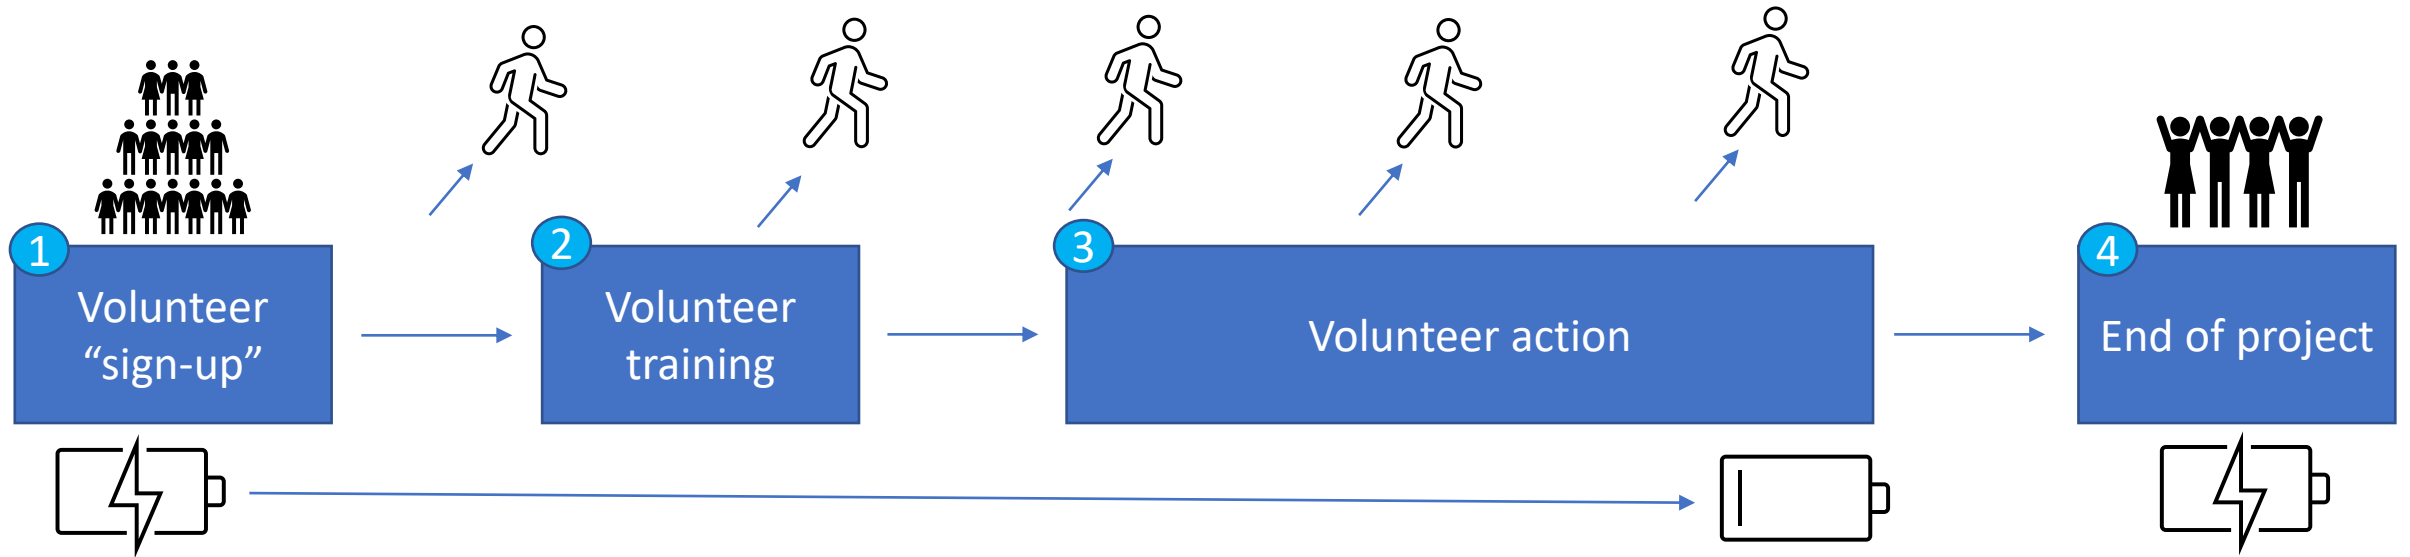 1
Volunteer
“sign-up”
2
Volunteer
training
3
Volunteer action
4
End of project